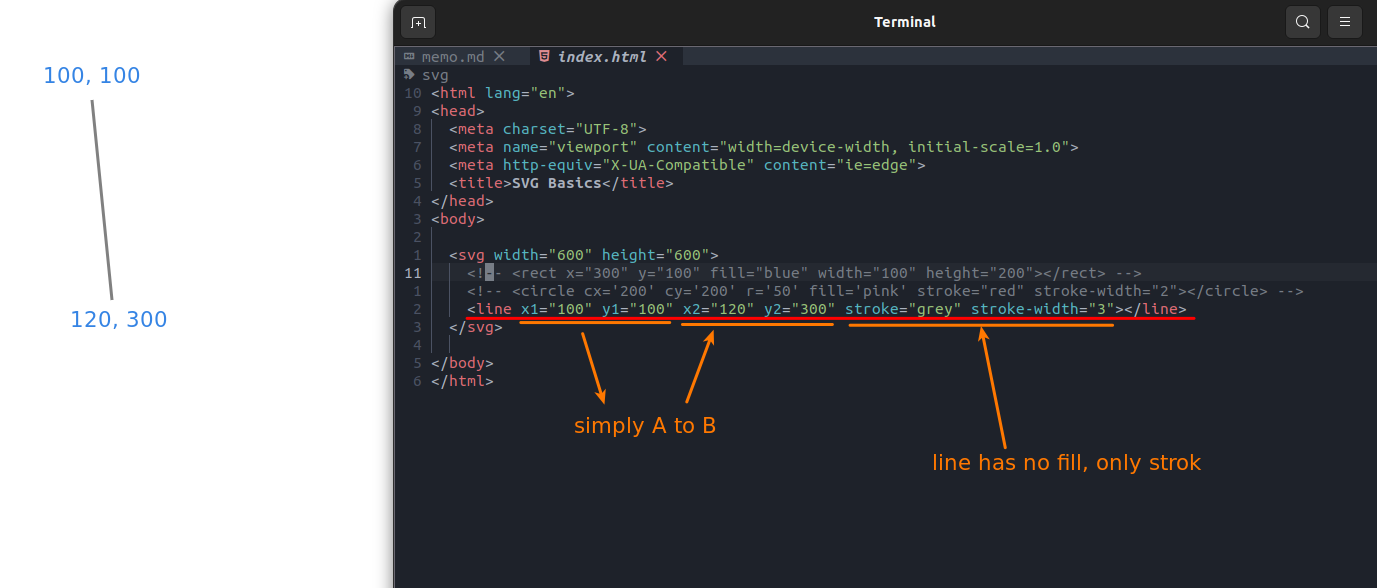 100, 100
120, 300
Terminal
memo.md index.html
svg
10 <html lang="en">
9 <head>
8 <meta charset="UTF-8">
7 <meta name="viewport" content="width=device-width, initial-scale=1.0">
6 <meta http-equiv="X-UA-Compatible" content="ie=edge">
5 <title>SVG Basics</title>
4 </head>
3 <body>
2
1 <svg width="600" height="600">
11 <!-- <rect x="300" y="100" fill="blue" width="100" height="200"></rect> -->
1 <!-- <circle cx='200' cy='200' r='50' fill='pink' stroke="red" stroke-width="2"></circle> -->
2 <line x1="100" y1="100" x2="120" y2="300" stroke="grey" stroke-width="3"></line>
3 </svg>
4
5 </body>
6 </html>
simply A to B
line has no fill, only strok